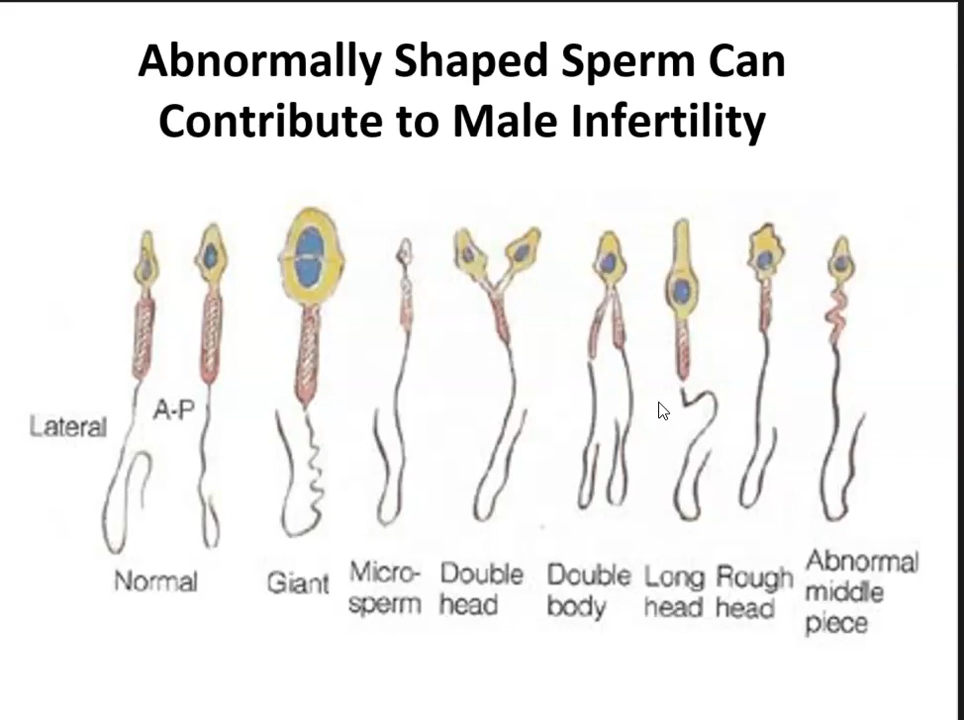 Abnormally Shaped Sperm Can
Contribute to Male Infertility
Lateral
A-P
Normal
Giant
Micro-
sperm
Double
head
Double
body
Long
head
Rough
head
Abnormal
middle
piece